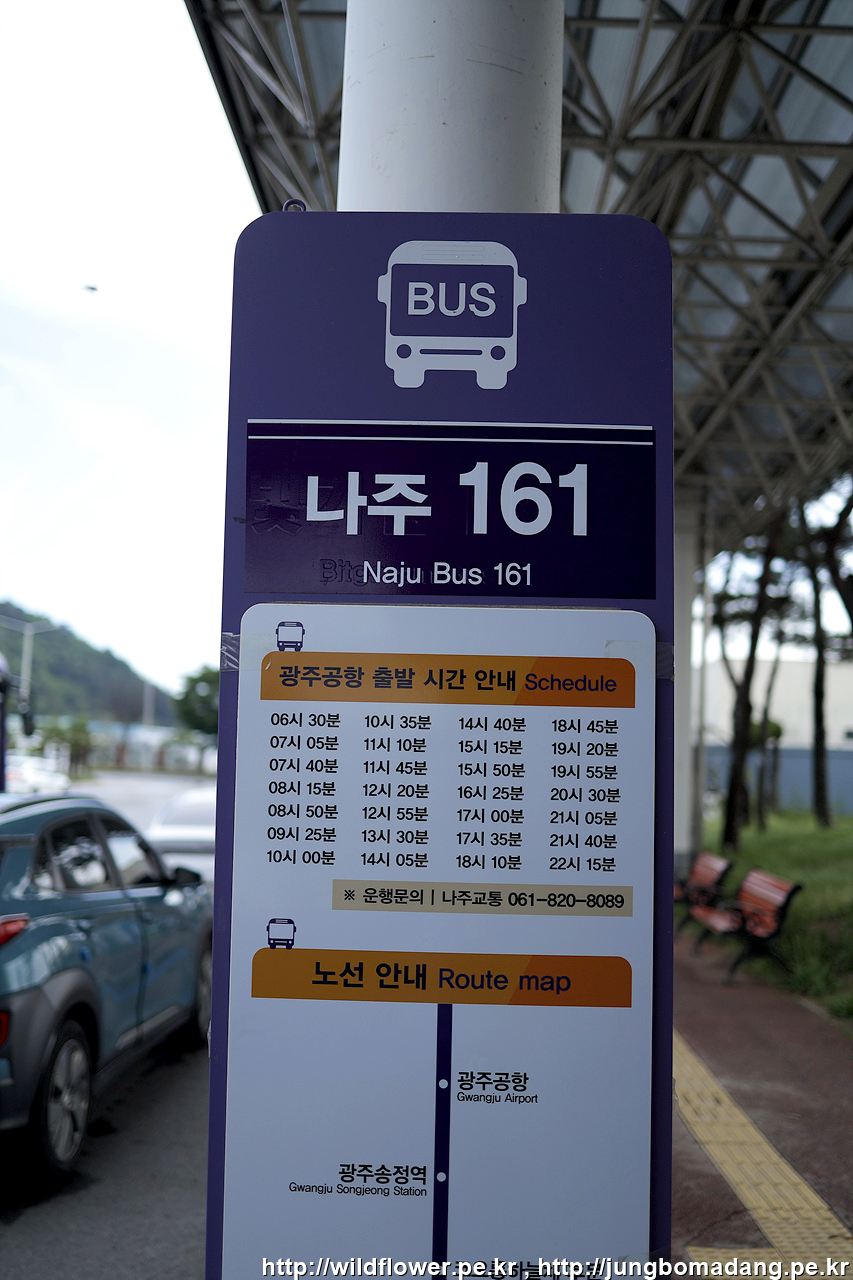 BUS
나주 161
Naju Bus 161
광주공항 출발 시간 안내 Schedule
06시 30분 10시 35분 14시 40분 18시 45분
07시 05분 11시 10분 15시 15분 19시 20분
07시 40분 11시 45분 15시 50분 19시 55분
08시 15분 12시 20분 16시 25분 20시 30분
08시 50분 12시 55분 17시 00분 21시 05분
09시 25분 13시 30분 17시 35분 21시 40분
10시 00분 14시 05분 18시 10분 22시 15분
※ 운행문의 | 나주교통 061-820-8089
노선 안내 Route map
광주공항
Gwangju Airport
광주송정역
Gwangju Songjeong Station
http://wildflower.pe.kr , http://jungbomadang.pe.kr